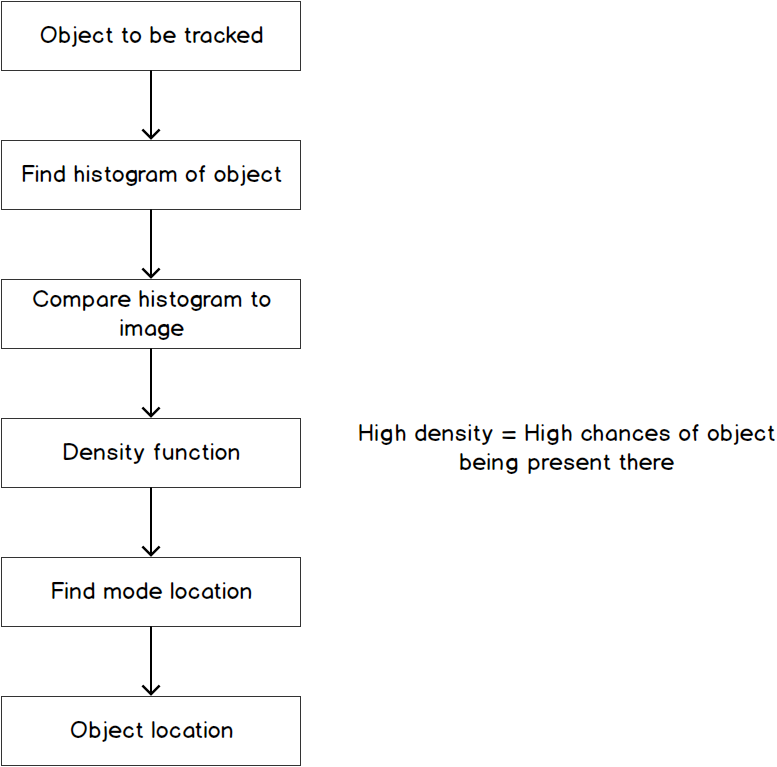 Object to be tracked
Find histogram of object
Compare histogram to
image
Density function
High density = High chances of object
being present there
Find mode location
Object location